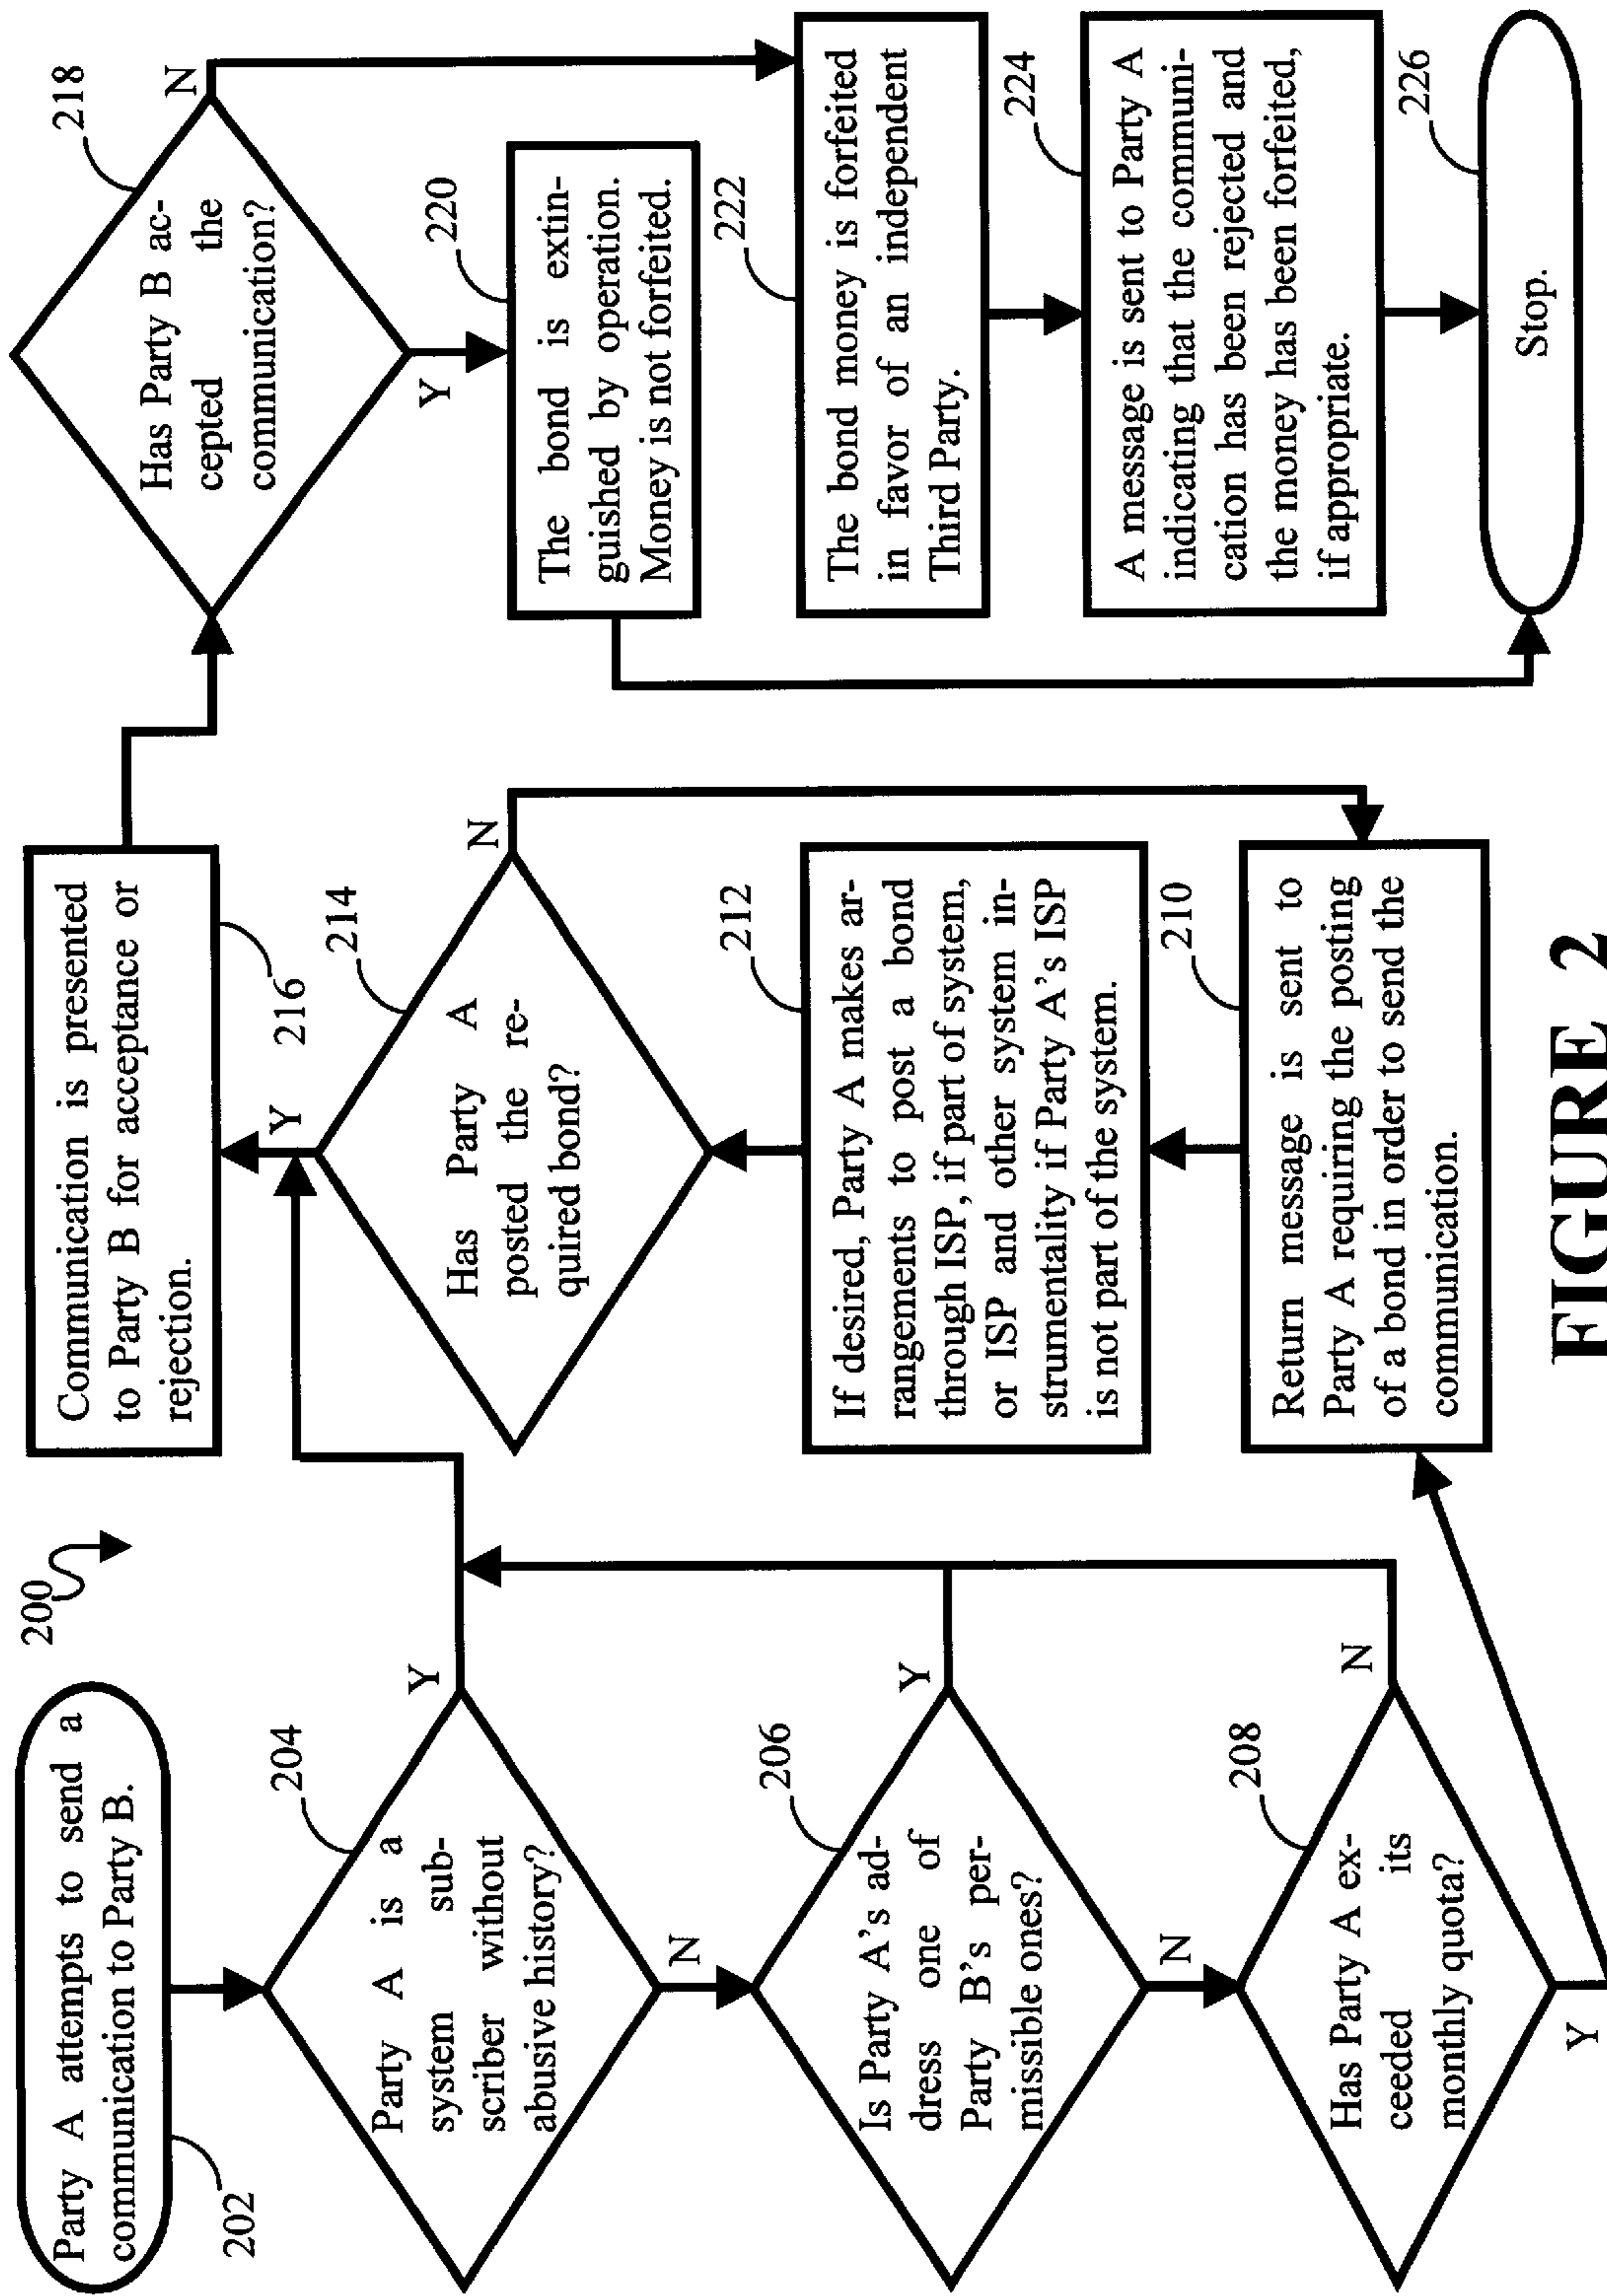 200
Party A attempts to send a
communication to Party B.
202
204
Party A is a
system sub-
scriber without
abusive history?
Y
N
206
Is Party A's ad-
dress one of
Party B's per-
missible ones?
Y
N
208
Has Party A ex-
ceeded its
monthly quota?
N
Y
Communication is presented
to Party B for acceptance or
rejection.
Y
216
214
Has Party A
posted the re-
quired bond?
N
212
If desired, Party A makes ar-
rangements to post a bond
through ISP, if part of system,
or ISP and other system in-
strumentality if Party A's ISP
is not part of the system.
210
Return message is sent to
Party A requiring the posting
of a bond in order to send the
communication.
218
Has Party B ac-
cepted the
communication?
N
Y
220
The bond is extin-
guished by operation.
Money is not forfeited.
222
The bond money is forfeited
in favor of an independent
Third Party.
224
A message is sent to Party A
indicating that the communi-
cation has been rejected and
the money has been forfeited,
if appropriate.
226
Stop.
FIGURE 2